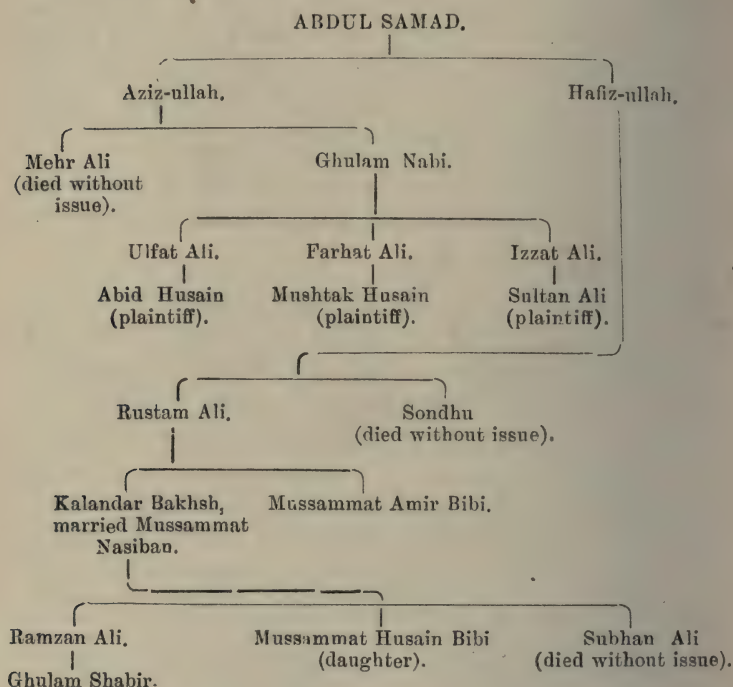 ABDUL SAMAD.
Aziz-ullah. Hafiz-ullah.
Mehr Ali
(died without
issue).
Ghulam Nabi.
Ulfat Ali. Farhat Ali. Izzat Ali.
Abid Husain Mushtak Husain Sultan Ali
(plaintiff). (plaintiff). (plaintiff).
Rustam Ali. Sondhu
(died without issue).
Kalandar Bakhsh, Mussammat Amir Bibi.
married Mussammat
Nasiban.
Ramzan Ali. Mussammat Husain Bibi Subhan Ali
(daughter). (died without issue).
Ghulam Shabir.